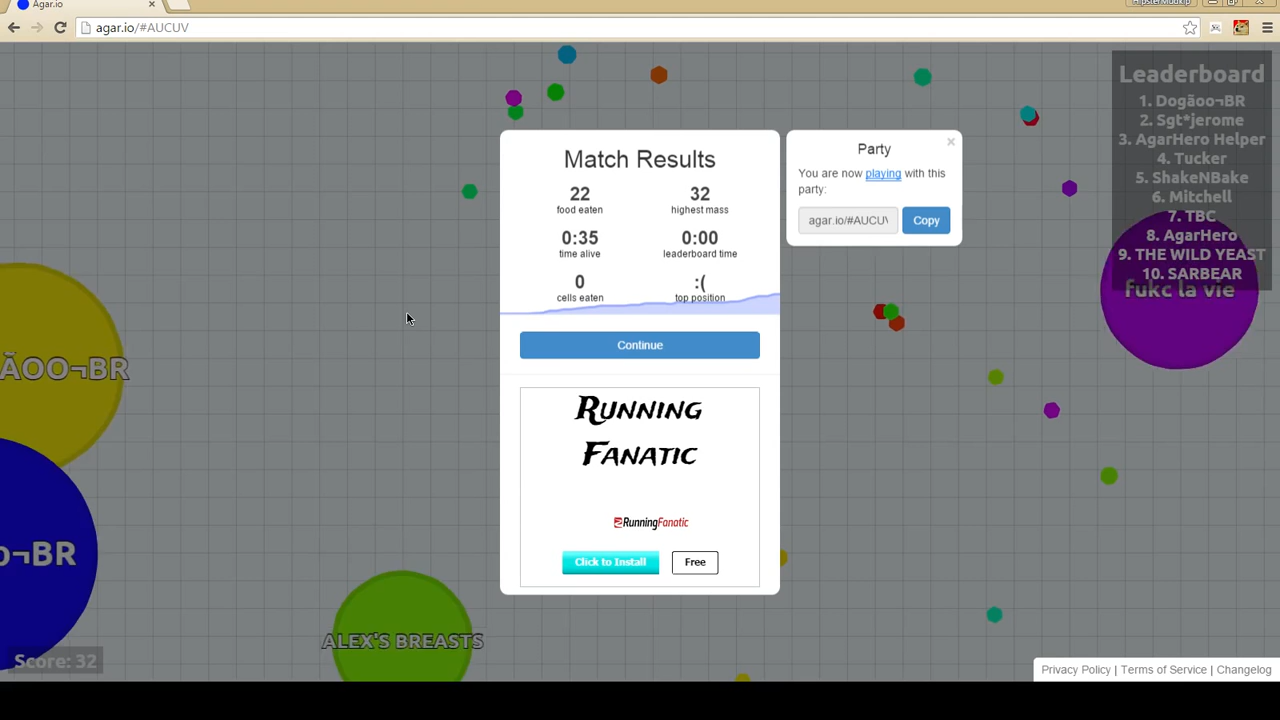 Agar.io
HipsterMudkip
agar.io/#AUCUV
Leaderboard
1. Dogãoo¬BR
2. Sgt*jerome
3. AgarHero Helper
4. Tucker
5. ShakeNBake
6. Mitchell
7. TBC
8. AgarHero
9. THE WILD YEAST
10. SARBEAR
Match Results
22
food eaten
32
highest mass
0:35
time alive
0:00
leaderboard time
0
cells eaten
:(
top position
Continue
Party
×
You are now playing with this
party:
agar.io/#AUCUV
Copy
fukc la vie
ÃOO¬BR
o¬BR
RUNNING
FANATIC
RunningFanatic
Click to Install
Free
ALEX'S BREASTS
Score: 32
Privacy Policy | Terms of Service | Changelog